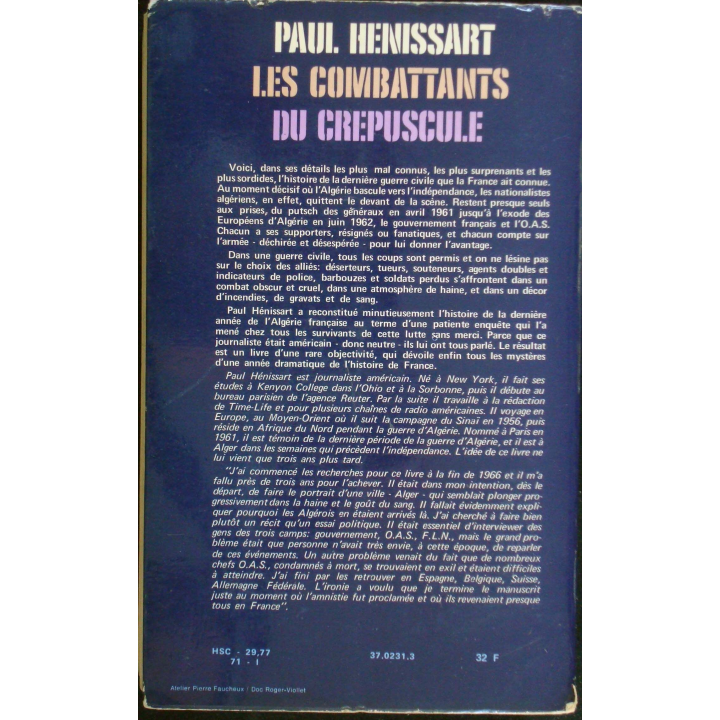 PAUL HENISSART
LES COMBATTANTS
DU CREPUSCULE
Voici, dans ses détails les plus mal connus, les plus surprenants et les
plus sordides, l'histoire de la dernière guerre civile que la France ait connue.
Au moment décisif où l'Algérie bascule vers l'indépendance, les nationalistes
algériens, en effet, quittent le devant de la scène. Restent presque seuls
aux prises, du putsch des généraux en avril 1961 jusqu'à l'exode des
Européens d'Algérie en juin 1962, le gouvernement français et l'O.A.S.
Chacun a ses supporters, résignés ou fanatiques, et chacun compte sur
l'armée - déchirée et désespérée - pour lui donner l'avantage.
Dans une guerre civile, tous les coups sont permis et on ne lésine pas
sur le choix des alliés: déserteurs, tueurs, souteneurs, agents doubles et
indicateurs de police, barbouzes et soldats perdus s'affrontent dans un
combat obscur et cruel, dans une atmosphère de haine, et dans un décor
d'incendies, de gravats et de sang.
Paul Hénissart a reconstitué minutieusement l'histoire de la dernière
année de l'Algérie française au terme d'une patiente enquête qui l'a
mené chez tous les survivants de cette lutte sans merci. Parce que ce
journaliste était américain - donc neutre - ils lui ont tous parlé. Le résultat
est un livre d'une rare objectivité, qui dévoile enfin tous les mystères
d'une année dramatique de l'histoire de France.
Paul Hénissart est journaliste américain. Né à New York, il fait ses
études à Kenyon College dans l'Ohio et à la Sorbonne, puis il débute au
bureau parisien de l'agence Reuter. Par la suite il travaille à la rédaction
de Time-Life et pour plusieurs chaînes de radio américaines. Il voyage en
Europe, au Moyen-Orient où il suit la campagne du Sinaï en 1956, puis
réside en Afrique du Nord pendant la guerre d'Algérie. Nommé à Paris en
1961, il est témoin de la dernière période de la guerre d'Algérie, et il est à
Alger dans les semaines qui précèdent l'indépendance. L'idée de ce livre ne
lui vient que trois ans plus tard.
"J'ai commencé les recherches pour ce livre à la fin de 1966 et il m'a
fallu près de trois ans pour l'achever. Il était dans mon intention, dès le
départ, de faire le portrait d'une ville - Alger - qui semblait plonger pro-
gressivement dans la haine et le goût du sang. Il fallait évidemment expli-
quer pourquoi les Algérois en étaient arrivés là. J'ai cherché à faire bien
plutôt un récit qu'un essai politique. Il était essentiel d'interviewer des
gens des trois camps: gouvernement, O.A.S., F.L.N., mais le grand pro-
blème était que personne n'avait très envie, à cette époque, de reparler
de ces événements. Un autre problème venait du fait que de nombreux
chefs O.A.S., condamnés à mort, se trouvaient en exil et étaient difficiles
à atteindre. J'ai fini par les retrouver en Espagne, Belgique, Suisse,
Allemagne Fédérale. L'ironie a voulu que je termine le manuscrit
juste au moment où l'amnistie fut proclamée et où ils revenaient presque
tous en France".
HSC - 29,77
71 - I
37.0231.3
32 F
Atelier Pierre Faucheux / Doc Roger-Viollet